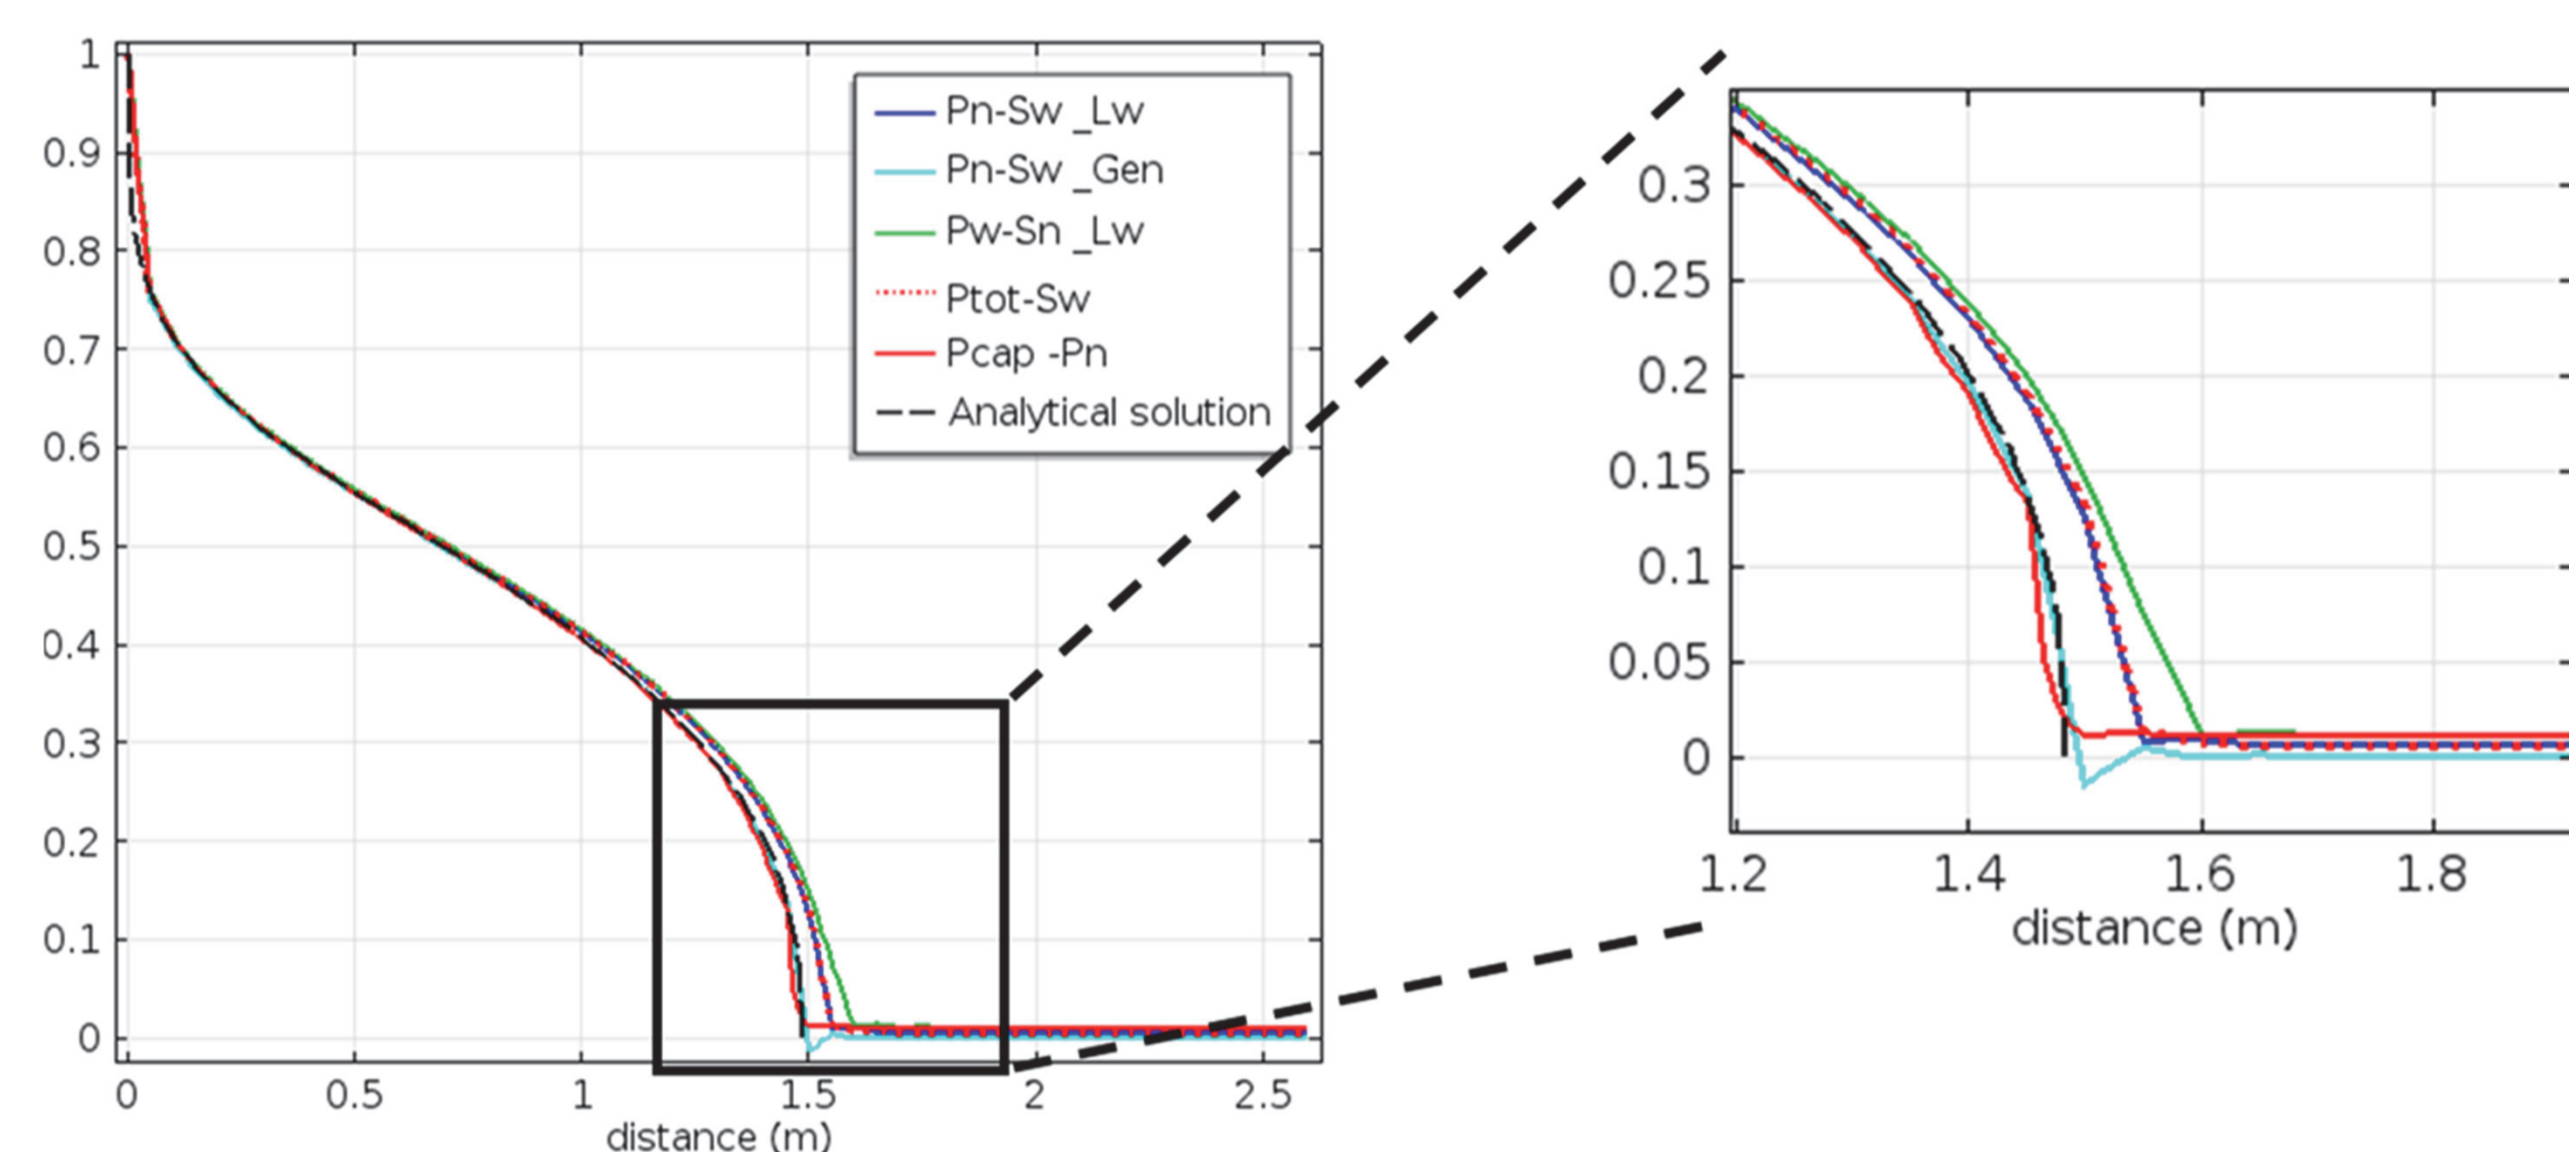 1
0.9
0.8
0.7
0.6
0.5
0.4
0.3
0.2
0.1
0
0 0.5 1 1.5 2 2.5
distance (m)
Pn-Sw _Lw
Pn-Sw _Gen
Pw-Sn _Lw
Ptot-Sw
Pcap -Pn
Analytical solution
0.3
0.25
0.2
0.15
0.1
0.05
0
1.2 1.4 1.6 1.8
distance (m)